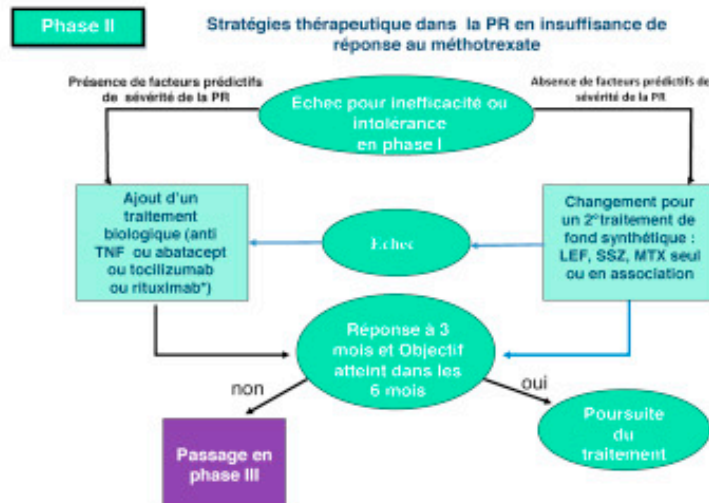 Phase II
Stratégies thérapeutique dans la PR en insuffisance de
réponse au méthotrexate
Présence de facteurs prédictifs
de sévérité de la PR
Absence de facteurs prédictifs de
sévérité de la PR
Echec pour inefficacité ou
intolérance
en phase I
Ajout d'un
traitement
biologique (anti
TNF ou abatacept
ou tocilizumab
ou rituximab*)
Echec
Changement pour
un 2° traitement de
fond synthétique :
LEF, SSZ, MTX seul
ou en association
Réponse à 3
mois et Objectif
atteint dans les
6 mois
non
oui
Passage en
phase III
Poursuite
du
traitement